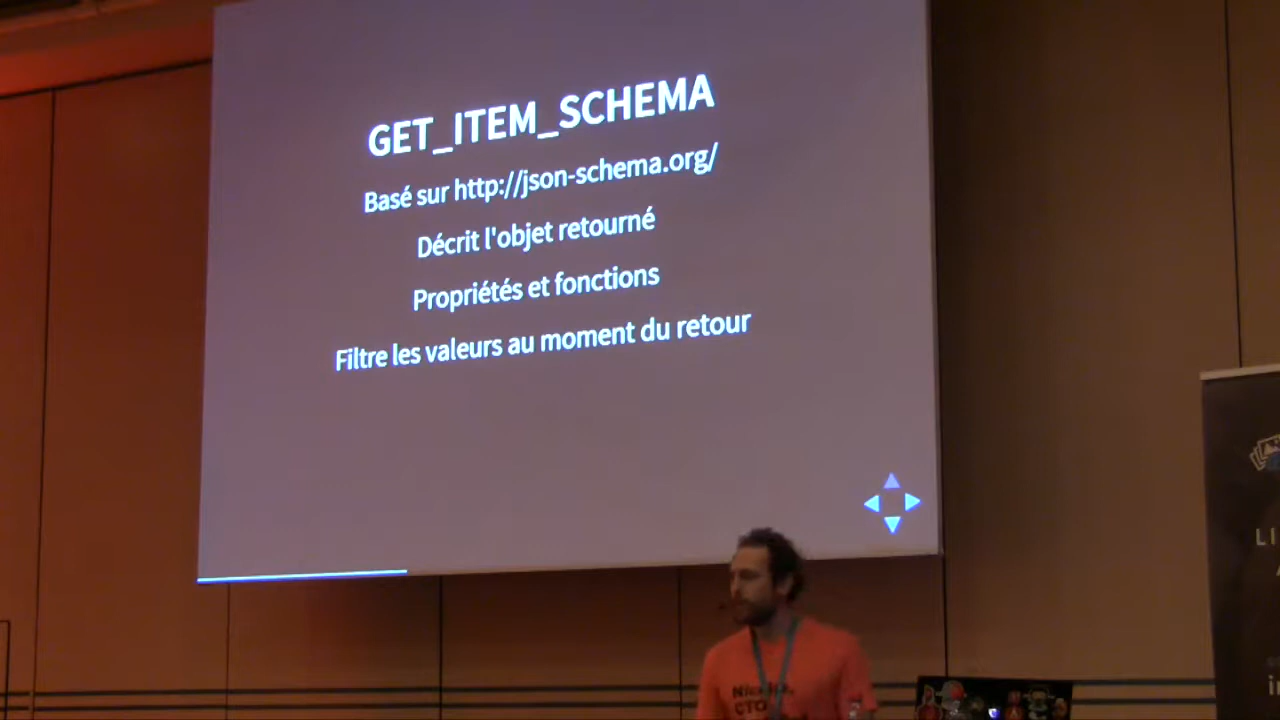 GET_ITEM_SCHEMA
Basé sur http://json-schema.org/
Décrit l'objet retourné
Propriétés et fonctions
Filtre les valeurs au moment du retour
CTO